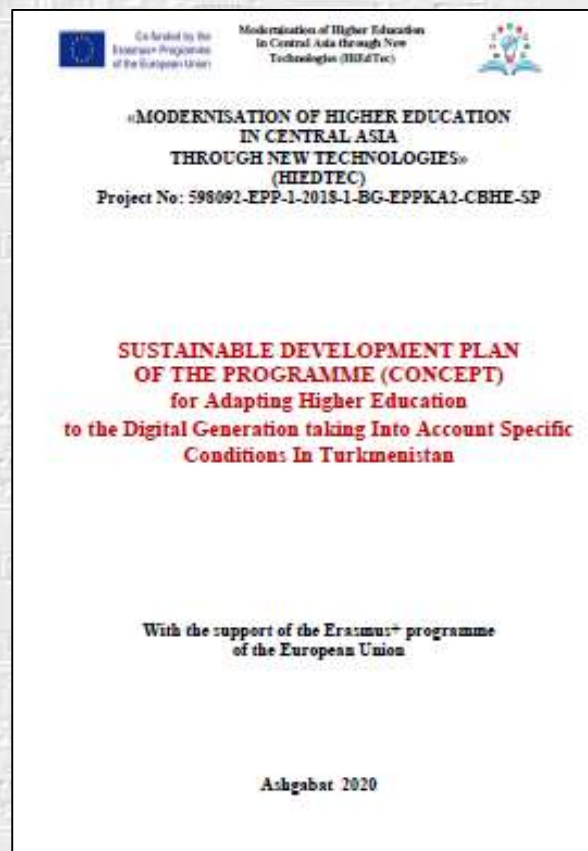 Co-funded by the
Erasmus+ Programme
of the European Union
Modernisation of Higher Education
in Central Asia through New
Technologies (HiEdTec)
«MODERNISATION OF HIGHER EDUCATION
IN CENTRAL ASIA
THROUGH NEW TECHNOLOGIES»
(HIEDTEC)
Project No: 598092-EPP-1-2018-1-BG-EPPKA2-CBHE-SP
SUSTAINABLE DEVELOPMENT PLAN
OF THE PROGRAMME (CONCEPT)
for Adapting Higher Education
to the Digital Generation taking Into Account Specific
Conditions In Turkmenistan
With the support of the Erasmus+ programme
of the European Union
Ashgabat 2020